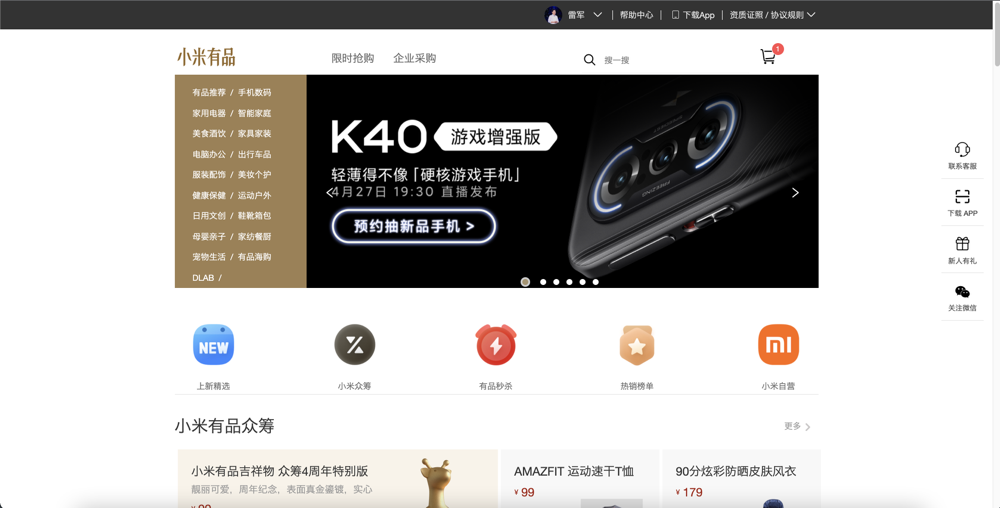 雷军
帮助中心
下载App
资质证照 / 协议规则
小米有品
限时抢购
企业采购
搜一搜
1
有品推荐 / 手机数码
家用电器 / 智能家庭
美食酒饮 / 家具家装
电脑办公 / 出行车品
服装配饰 / 美妆个护
健康保健 / 运动户外
日用文创 / 鞋靴箱包
母婴亲子 / 家纺餐厨
宠物生活 / 有品海购
DLAB /
K40 游戏增强版
轻薄得不像「硬核游戏手机」
4月27日 19:30 直播发布
预约抽新品手机 >
联系客服
下载 APP
新人有礼
关注微信
NEW
mi
上新精选
小米众筹
有品秒杀
热销榜单
小米自营
小米有品众筹
更多
小米有品吉祥物 众筹4周年特别版
靓丽可爱，周年纪念，表面真金鎏镀，实心
AMAZFIT 运动速干T恤
¥ 99
90分炫彩防晒皮肤风衣
¥ 179